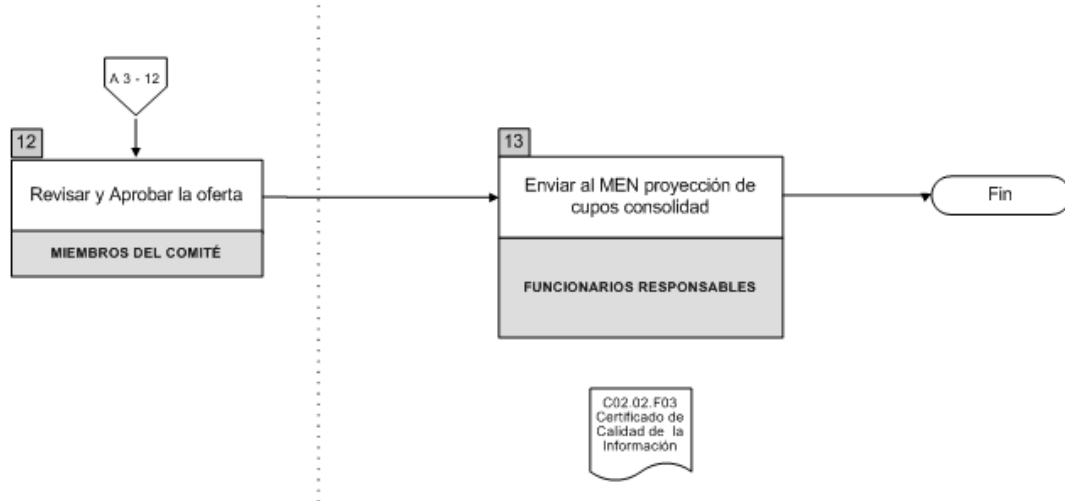 A 3 - 12
12
Revisar y Aprobar la oferta
MIEMBROS DEL COMITÉ
13
Enviar al MEN proyección de
cupos consolidad
FUNCIONARIOS RESPONSABLES
Fin
C02.02.F03
Certificado de
Calidad de la
Información